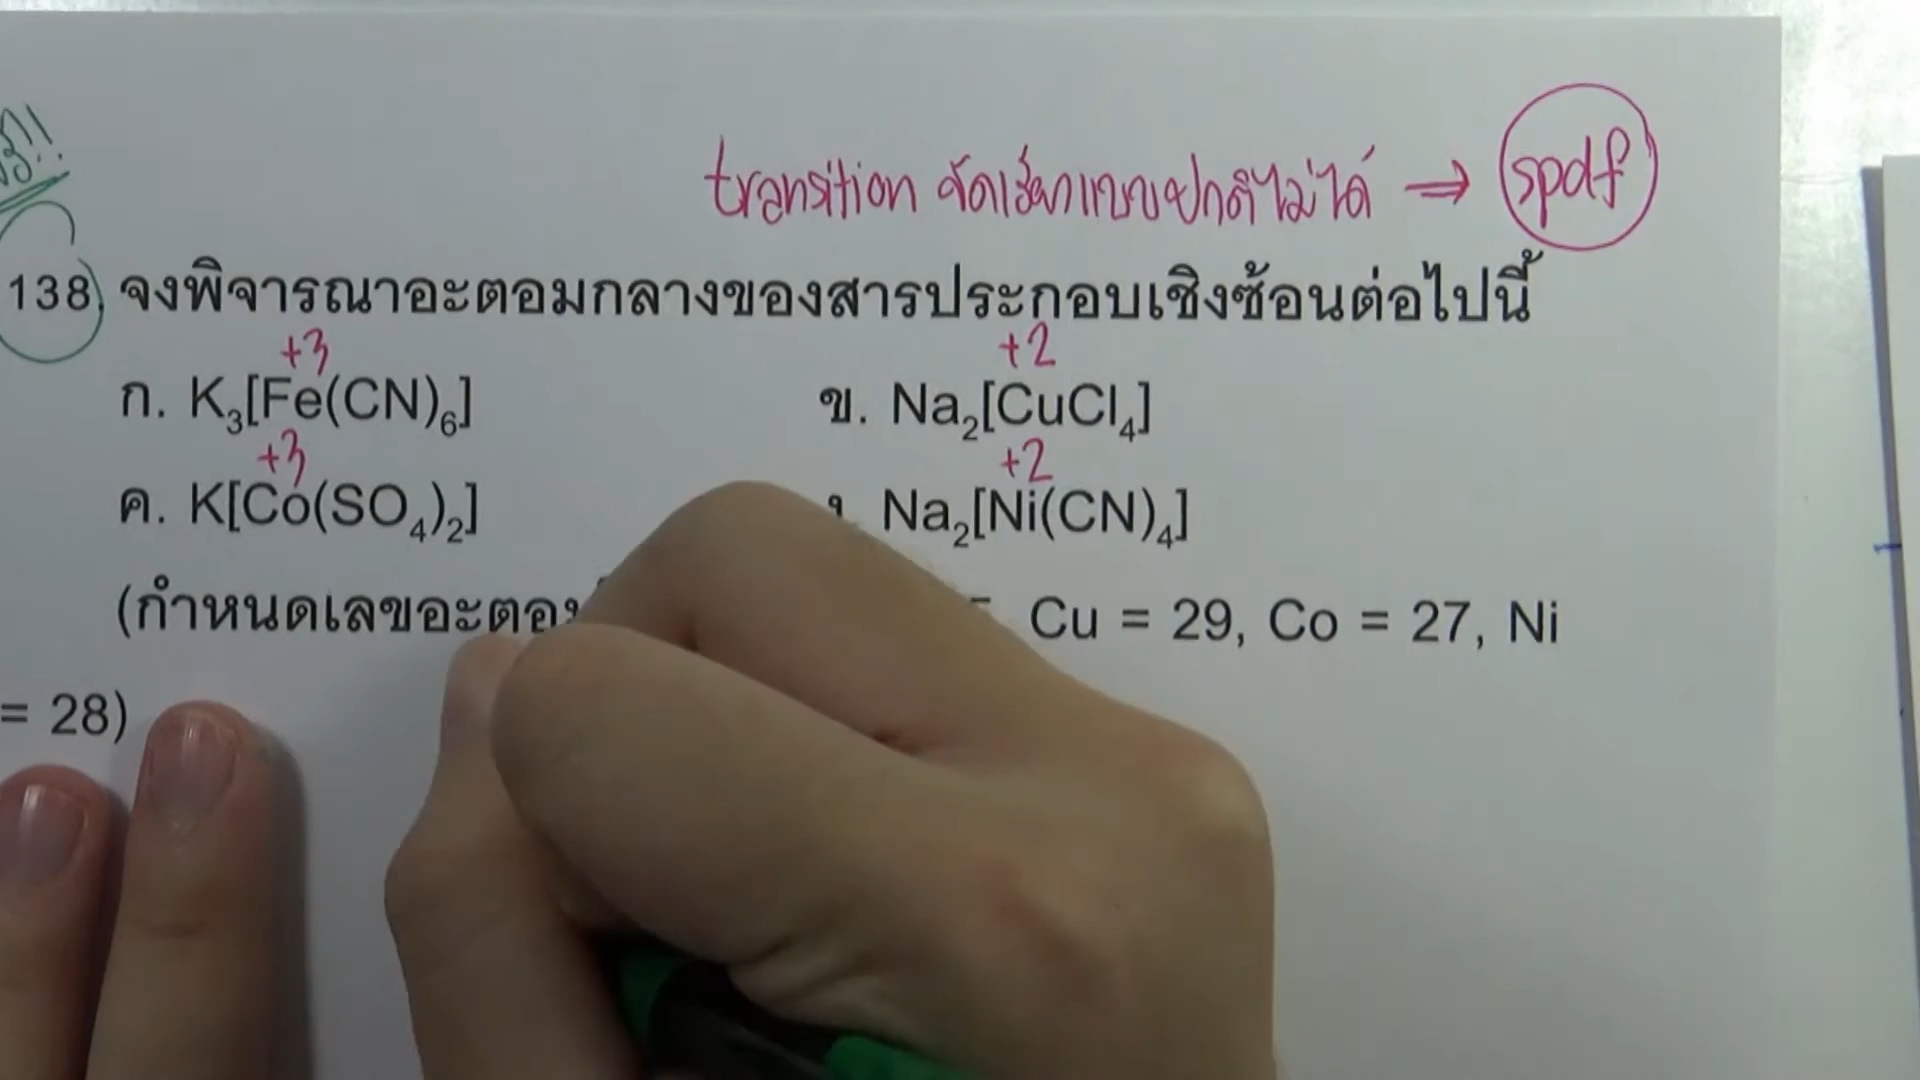 transition จัดเรียงแบบปกติไม่ได้ ⇒ spdf
138. จงพิจารณาอะตอมกลางของสารประกอบเชิงซ้อนต่อไปนี้
+3 +2
ก. K₃[Fe(CN)₆] ข. Na₂[CuCl₄]
+3 +2
ค. K[Co(SO₄)₂] Na₂[Ni(CN)₄]
(กำหนดเลขอะตอม Cu = 29, Co = 27, Ni
= 28)